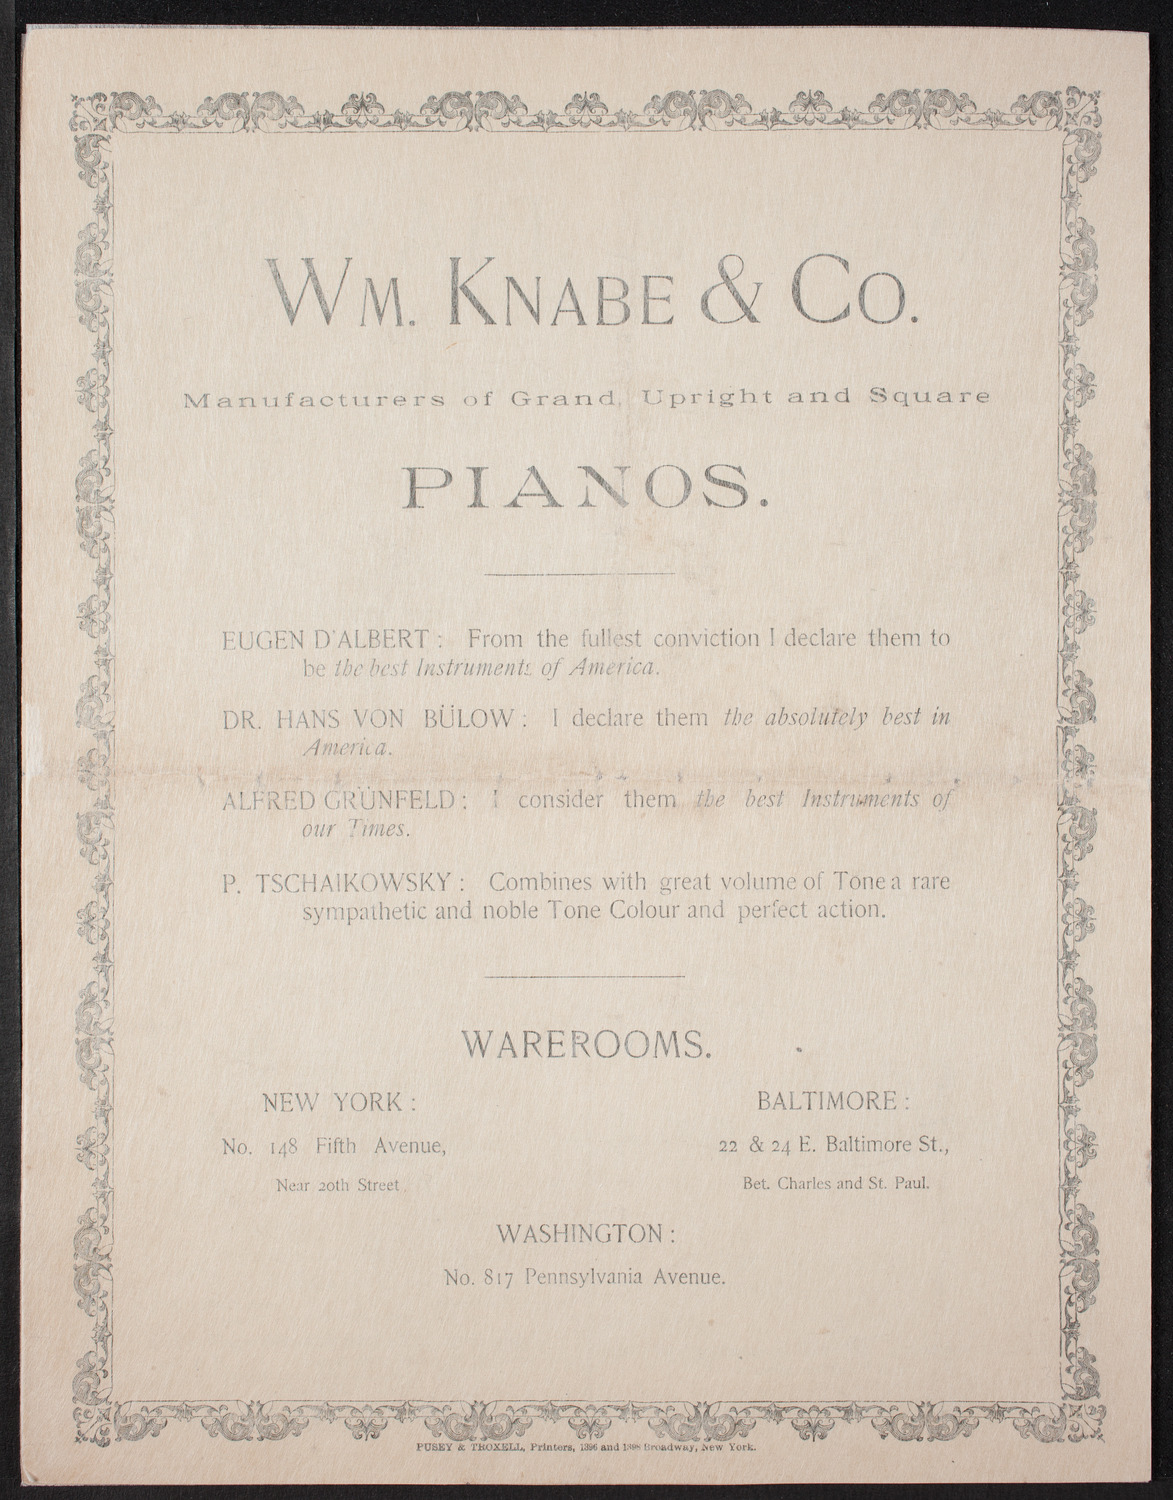 WM. KNABE & CO.
Manufacturers of Grand, Upright and Square
PIANOS.
EUGEN D'ALBERT: From the fullest conviction I declare them to
be the best Instruments of America.
DR. HANS VON BÜLOW: I declare them the absolutely best in
America.
ALFRED GRÜNFELD: I consider them the best Instruments of
our Times.
P. TSCHAIKOWSKY: Combines with great volume of Tone a rare
sympathetic and noble Tone Colour and perfect action.
WAREROOMS.
NEW YORK:
No. 148 Fifth Avenue,
Near 20th Street.
BALTIMORE:
22 & 24 E. Baltimore St.,
Bet. Charles and St. Paul.
WASHINGTON:
No. 817 Pennsylvania Avenue.
PUSEY & TROXELL, Printers, 1396 and 1398 Broadway, New York.